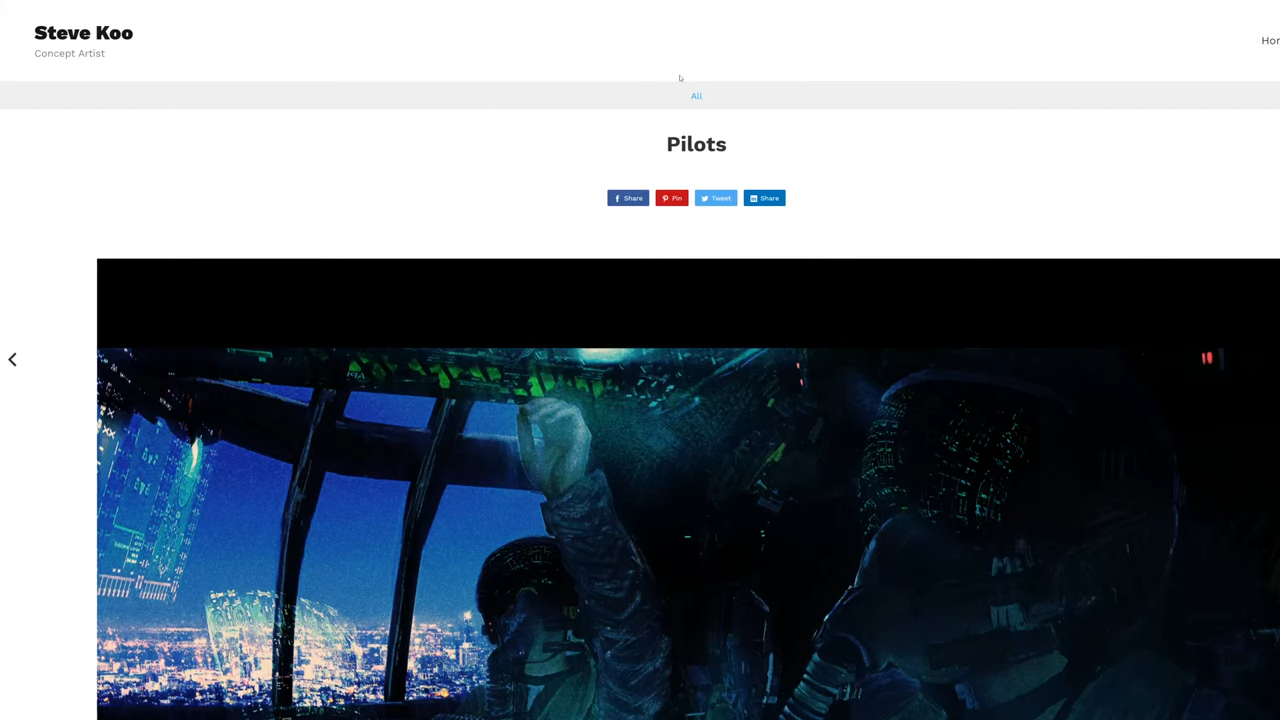 Steve Koo
Concept Artist
Hor
All
Pilots
Share
Pin
Tweet
Share